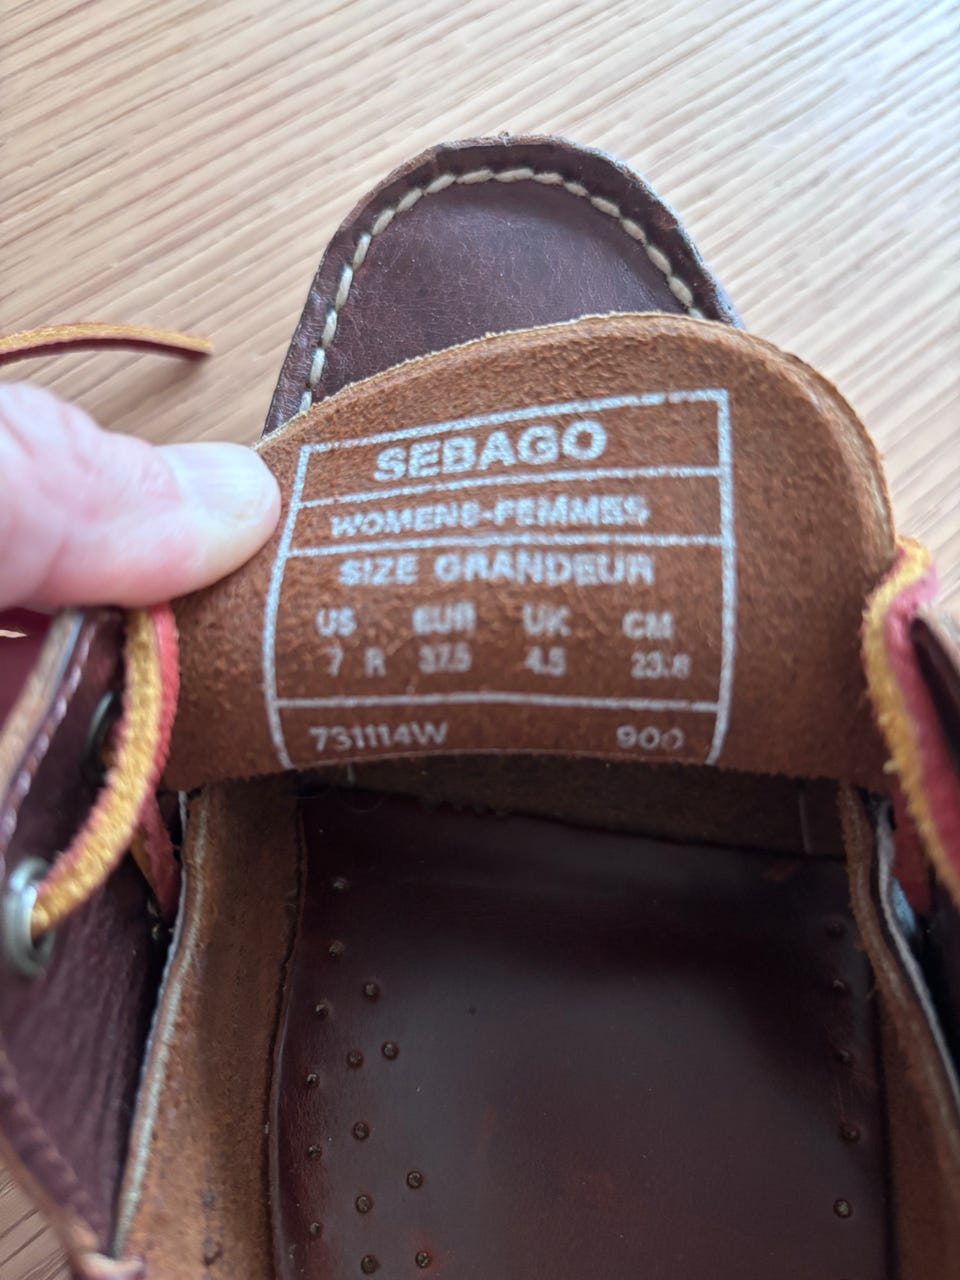 SEBAGO
WOMENS-FEMMES
SIZE GRANDEUR
US EUR UK CM
7 R 37.5 4.5 23.8
731114W 900